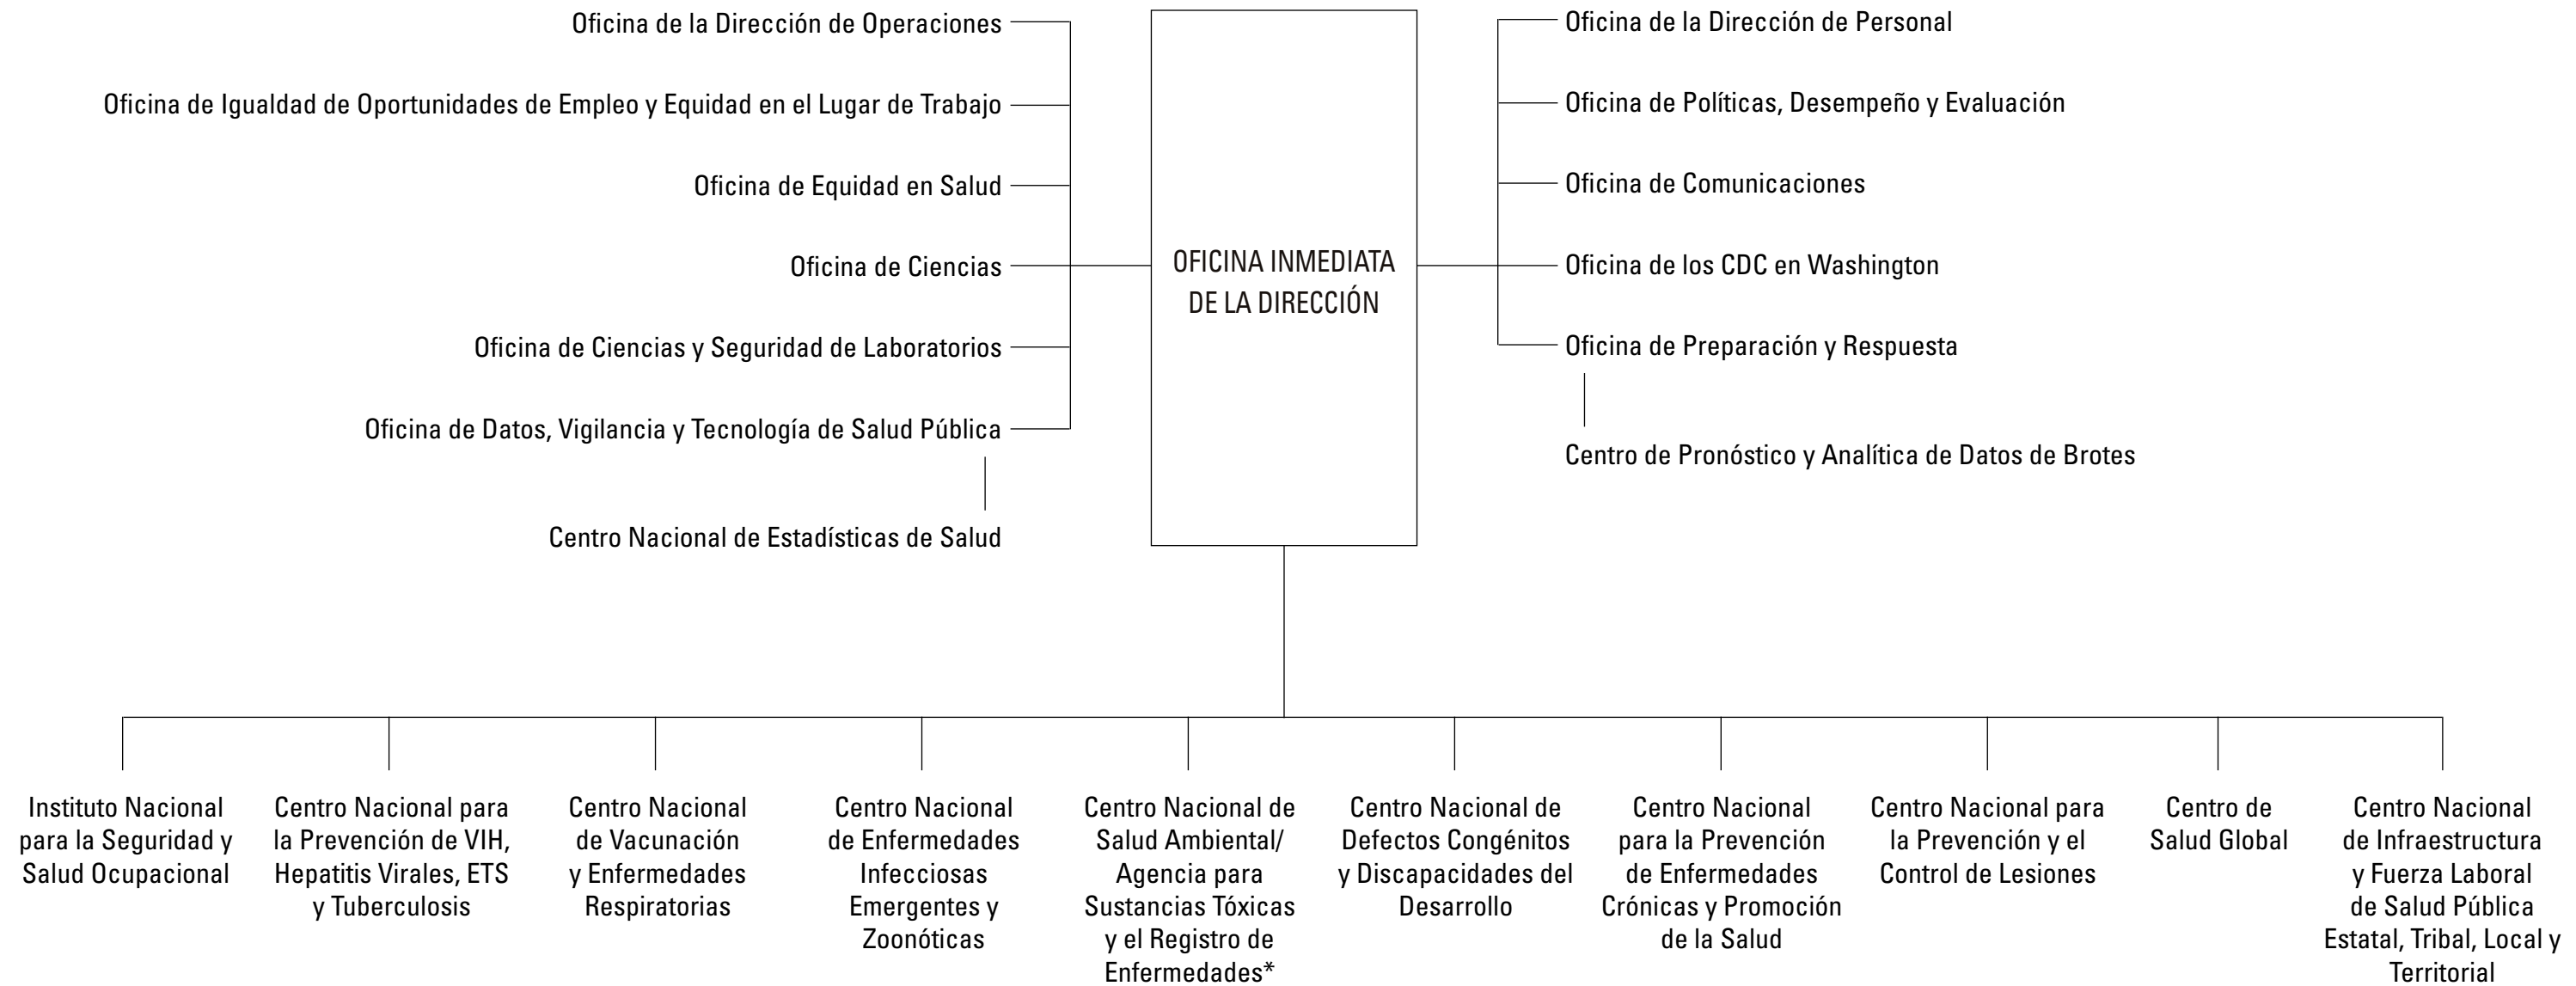 Oficina de la Dirección de Operaciones
Oficina de Igualdad de Oportunidades de Empleo y Equidad en el Lugar de Trabajo
Oficina de Equidad en Salud
Oficina de Ciencias
Oficina de Ciencias y Seguridad de Laboratorios
Oficina de Datos, Vigilancia y Tecnología de Salud Pública
Centro Nacional de Estadísticas de Salud
OFICINA INMEDIATA
DE LA DIRECCIÓN
Oficina de la Dirección de Personal
Oficina de Políticas, Desempeño y Evaluación
Oficina de Comunicaciones
Oficina de los CDC en Washington
Oficina de Preparación y Respuesta
Centro de Pronóstico y Analítica de Datos de Brotes
Instituto Nacional
para la Seguridad y
Salud Ocupacional
Centro Nacional para
la Prevención de VIH,
Hepatitis Virales, ETS
y Tuberculosis
Centro Nacional
de Vacunación
y Enfermedades
Respiratorias
Centro Nacional
de Enfermedades
Infecciosas
Emergentes y
Zoonóticas
Centro Nacional de
Salud Ambiental/
Agencia para
Sustancias Tóxicas
y el Registro de
Enfermedades*
Centro Nacional de
Defectos Congénitos
y Discapacidades del
Desarrollo
Centro Nacional
para la Prevención
de Enfermedades
Crónicas y Promoción
de la Salud
Centro Nacional para
la Prevención y el
Control de Lesiones
Centro de
Salud Global
Centro Nacional
de Infraestructura
y Fuerza Laboral
de Salud Pública
Estatal, Tribal, Local y
Territorial